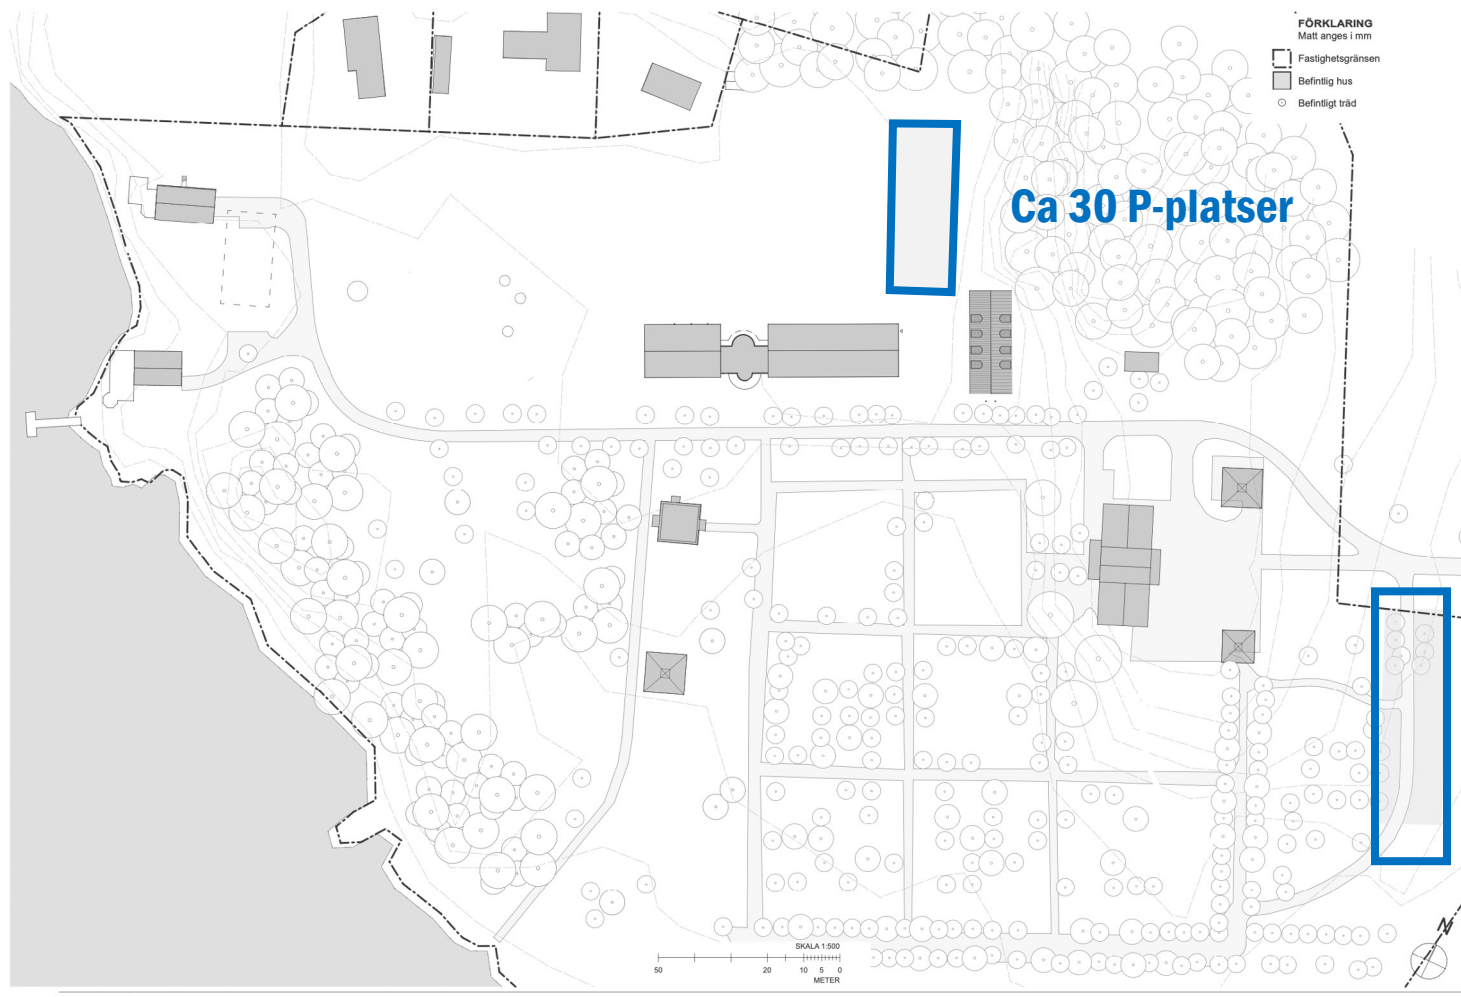 FÖRKLARING
Matt anges i mm
Fastighetsgränsen
Befintlig hus
Befintligt träd
Ca 30 P-platser
SKALA 1:500
50 20 10 5 0
METER
N